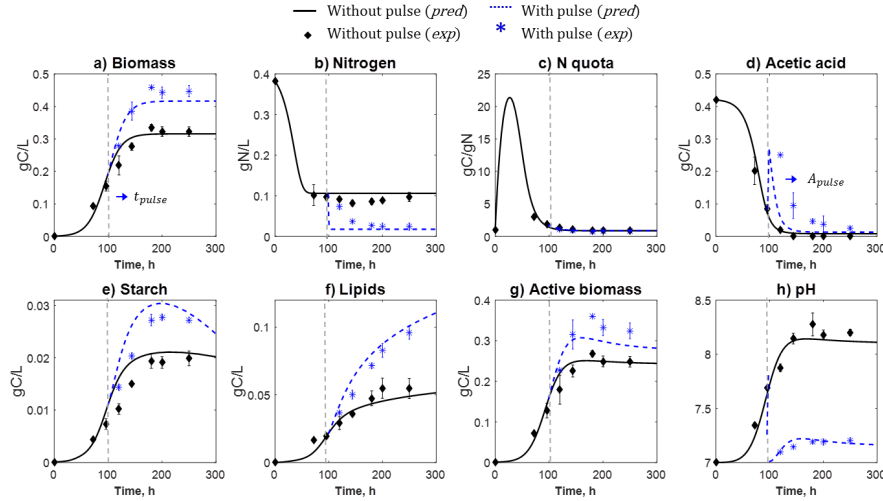 Without pulse (pred)
With pulse (pred)
Without pulse (exp)
With pulse (exp)
a) Biomass
b) Nitrogen
c) N quota
d) Acetic acid
0.5
0.4
0.3
0.2
0.1
0
gC/L
t_pulse
0 100 200 300
Time, h
0.4
0.3
0.2
0.1
0
gN/L
0 100 200 300
Time, h
25
20
15
10
5
0
gC/gN
0 100 200 300
Time, h
0.5
0.4
0.3
0.2
0.1
0
gC/L
A_pulse
0 100 200 300
Time, h
e) Starch
f) Lipids
g) Active biomass
h) pH
0.03
0.02
0.01
0
gC/L
0 100 200 300
Time, h
0.1
0.05
0
gC/L
0 100 200 300
Time, h
0.4
0.3
0.2
0.1
0
gC/L
0 100 200 300
Time, h
8.5
8
7.5
7
0 100 200 300
Time, h